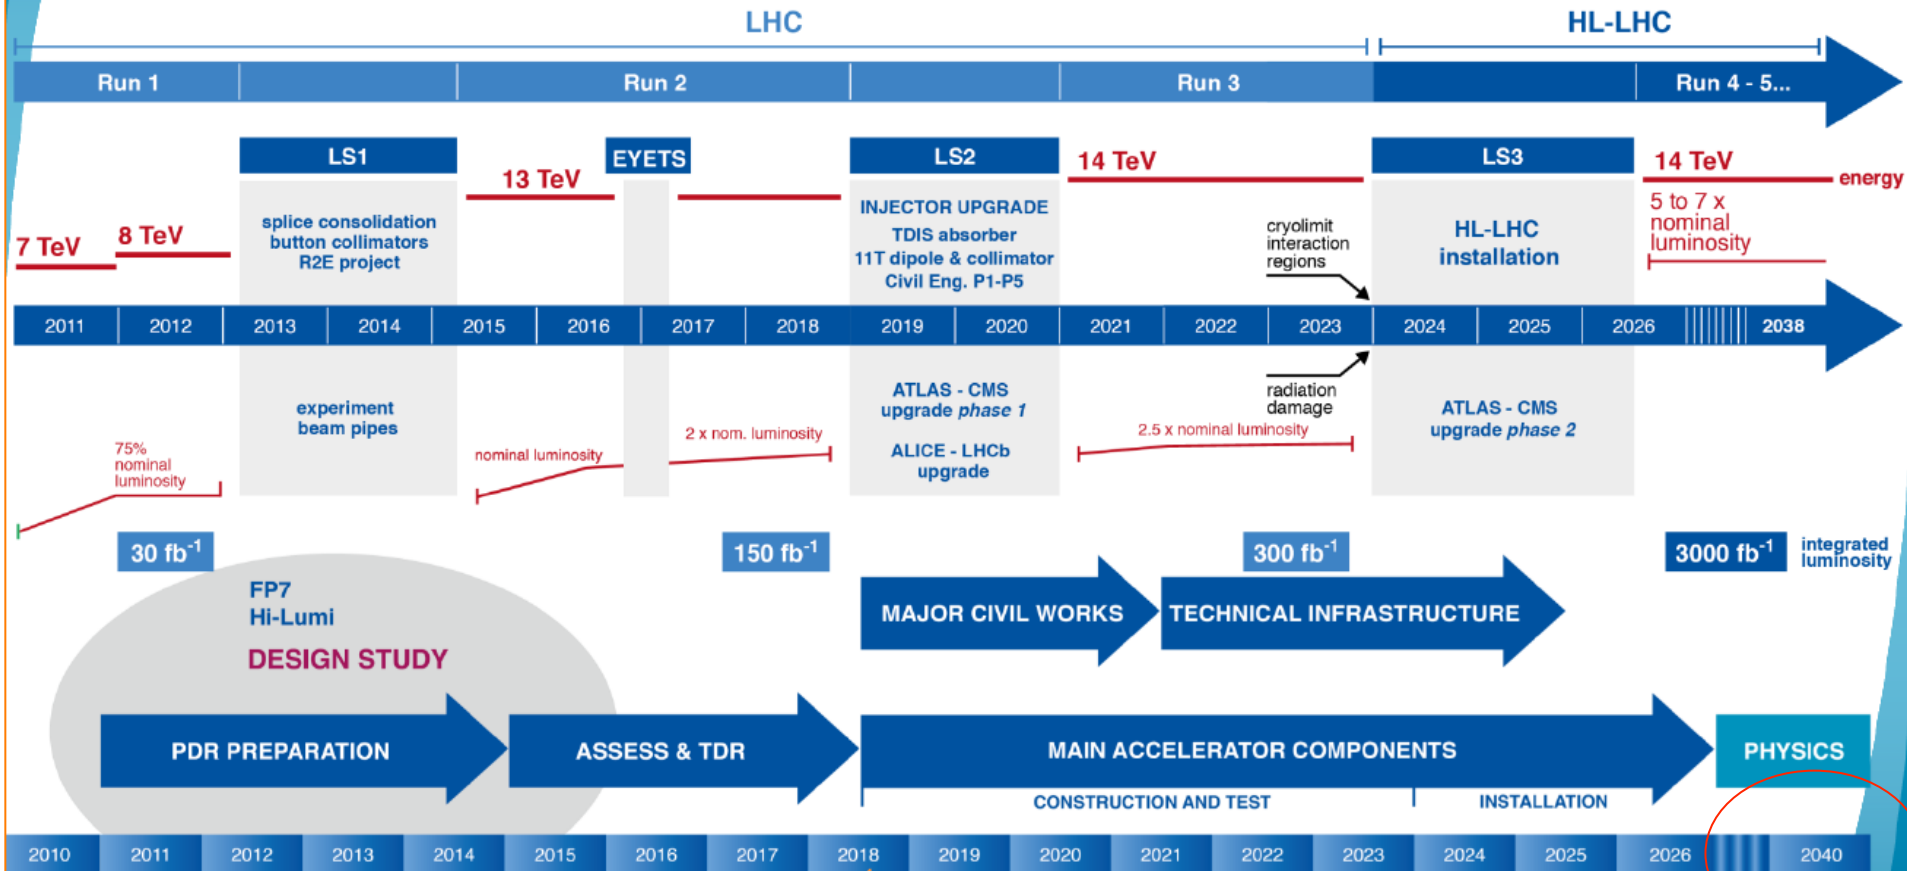 LHC
HL-LHC
Run 1
Run 2
Run 3
Run 4 - 5...
LS1
EYETS
LS2
LS3
7 TeV
8 TeV
13 TeV
14 TeV
14 TeV
energy
splice consolidation
button collimators
R2E project
INJECTOR UPGRADE
TDIS absorber
11T dipole & collimator
Civil Eng. P1-P5
cryolimit
interaction
regions
HL-LHC
installation
5 to 7 x
nominal
luminosity
2011 2012 2013 2014 2015 2016 2017 2018 2019 2020 2021 2022 2023 2024 2025 2026 2038
experiment
beam pipes
ATLAS - CMS
upgrade phase 1
ALICE - LHCb
upgrade
radiation
damage
ATLAS - CMS
upgrade phase 2
75%
nominal
luminosity
nominal luminosity
2 x nom. luminosity
2.5 x nominal luminosity
30 fb⁻¹
150 fb⁻¹
300 fb⁻¹
3000 fb⁻¹
integrated
luminosity
FP7
Hi-Lumi
DESIGN STUDY
MAJOR CIVIL WORKS
TECHNICAL INFRASTRUCTURE
PDR PREPARATION
ASSESS & TDR
MAIN ACCELERATOR COMPONENTS
PHYSICS
CONSTRUCTION AND TEST
INSTALLATION
2010 2011 2012 2013 2014 2015 2016 2017 2018 2019 2020 2021 2022 2023 2024 2025 2026 2040